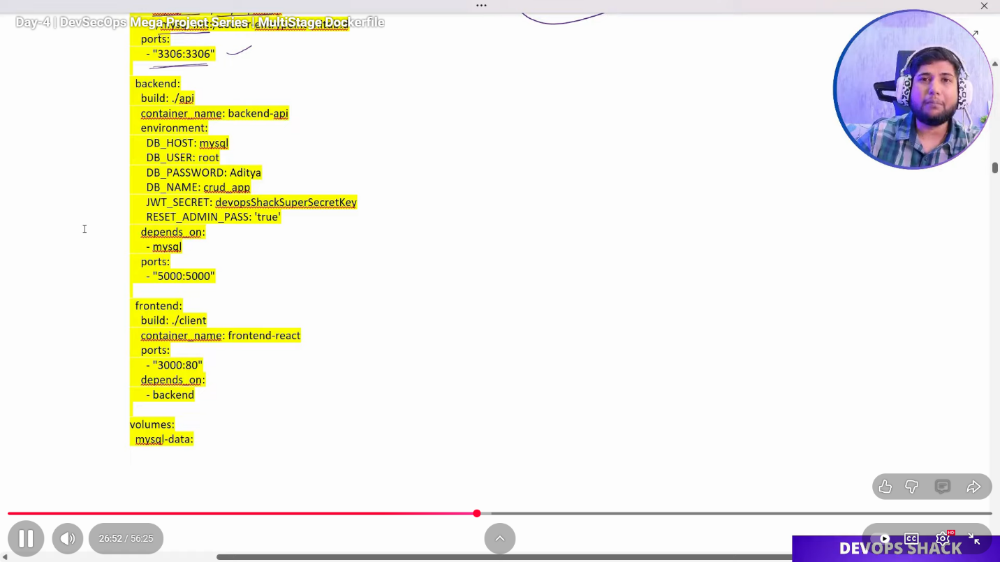 Day-4 | DevSecOps Mega Project Series | MultiStage Dockerfile
ports:
- "3306:3306"
backend:
build: ./api
container_name: backend-api
environment:
DB_HOST: mysql
DB_USER: root
DB_PASSWORD: Aditya
DB_NAME: crud_app
JWT_SECRET: devopsShackSuperSecretKey
RESET_ADMIN_PASS: 'true'
depends_on:
- mysql
ports:
- "5000:5000"
frontend:
build: ./client
container_name: frontend-react
ports:
- "3000:80"
depends_on:
- backend
volumes:
mysql-data:
26:52 / 56:25
CC
HD
DEVOPS SHACK